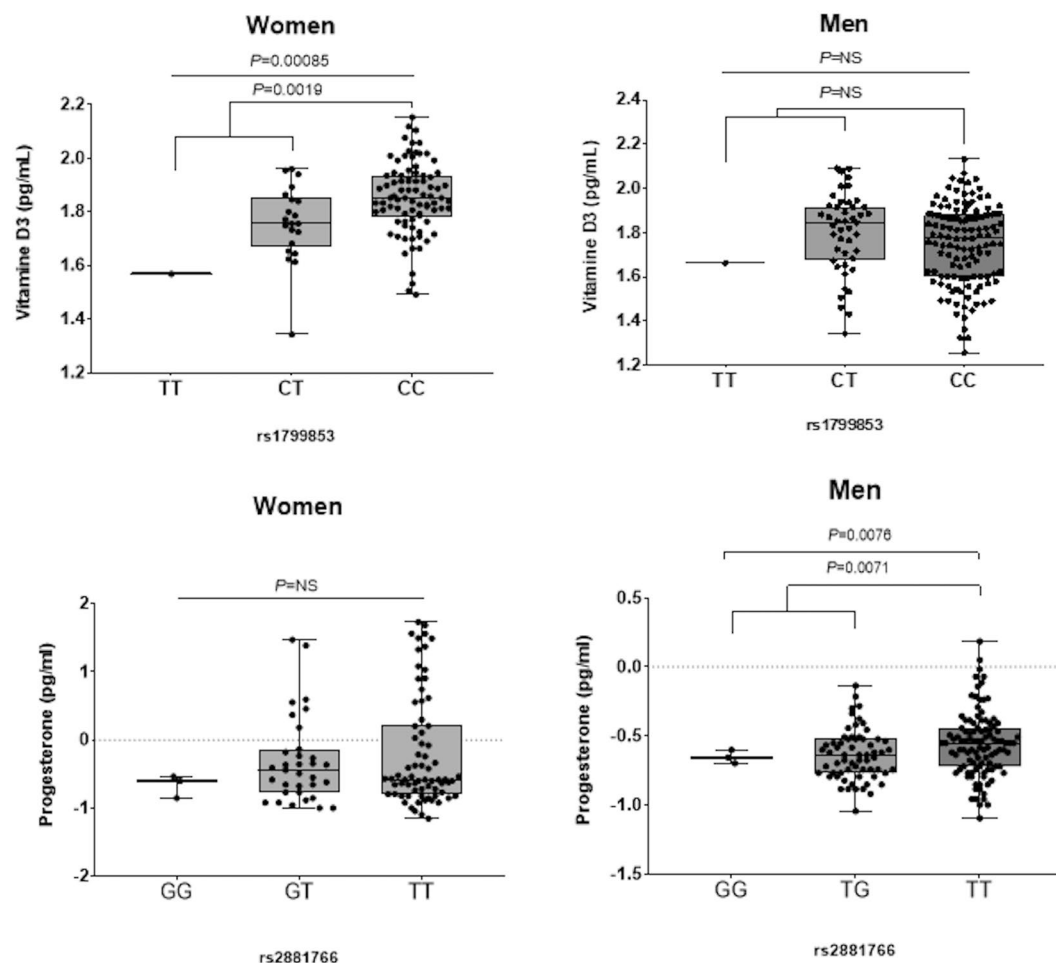 Women
P=0.00085
P=0.0019
Vitamine D3 (pg/mL)
2.2
2.0
1.8
1.6
1.4
1.2
TT
CT
CC
rs1799853
Men
P=NS
P=NS
Vitamine D3 (pg/mL)
2.4
2.2
2.0
1.8
1.6
1.4
1.2
TT
CT
CC
rs1799853
Women
P=NS
Progesterone (pg/ml)
2
1
0
-1
-2
GG
GT
TT
rs2881766
Men
P=0.0076
P=0.0071
Progesterone (pg/ml)
0.5
0.0
-0.5
-1.0
-1.5
GG
TG
TT
rs2881766